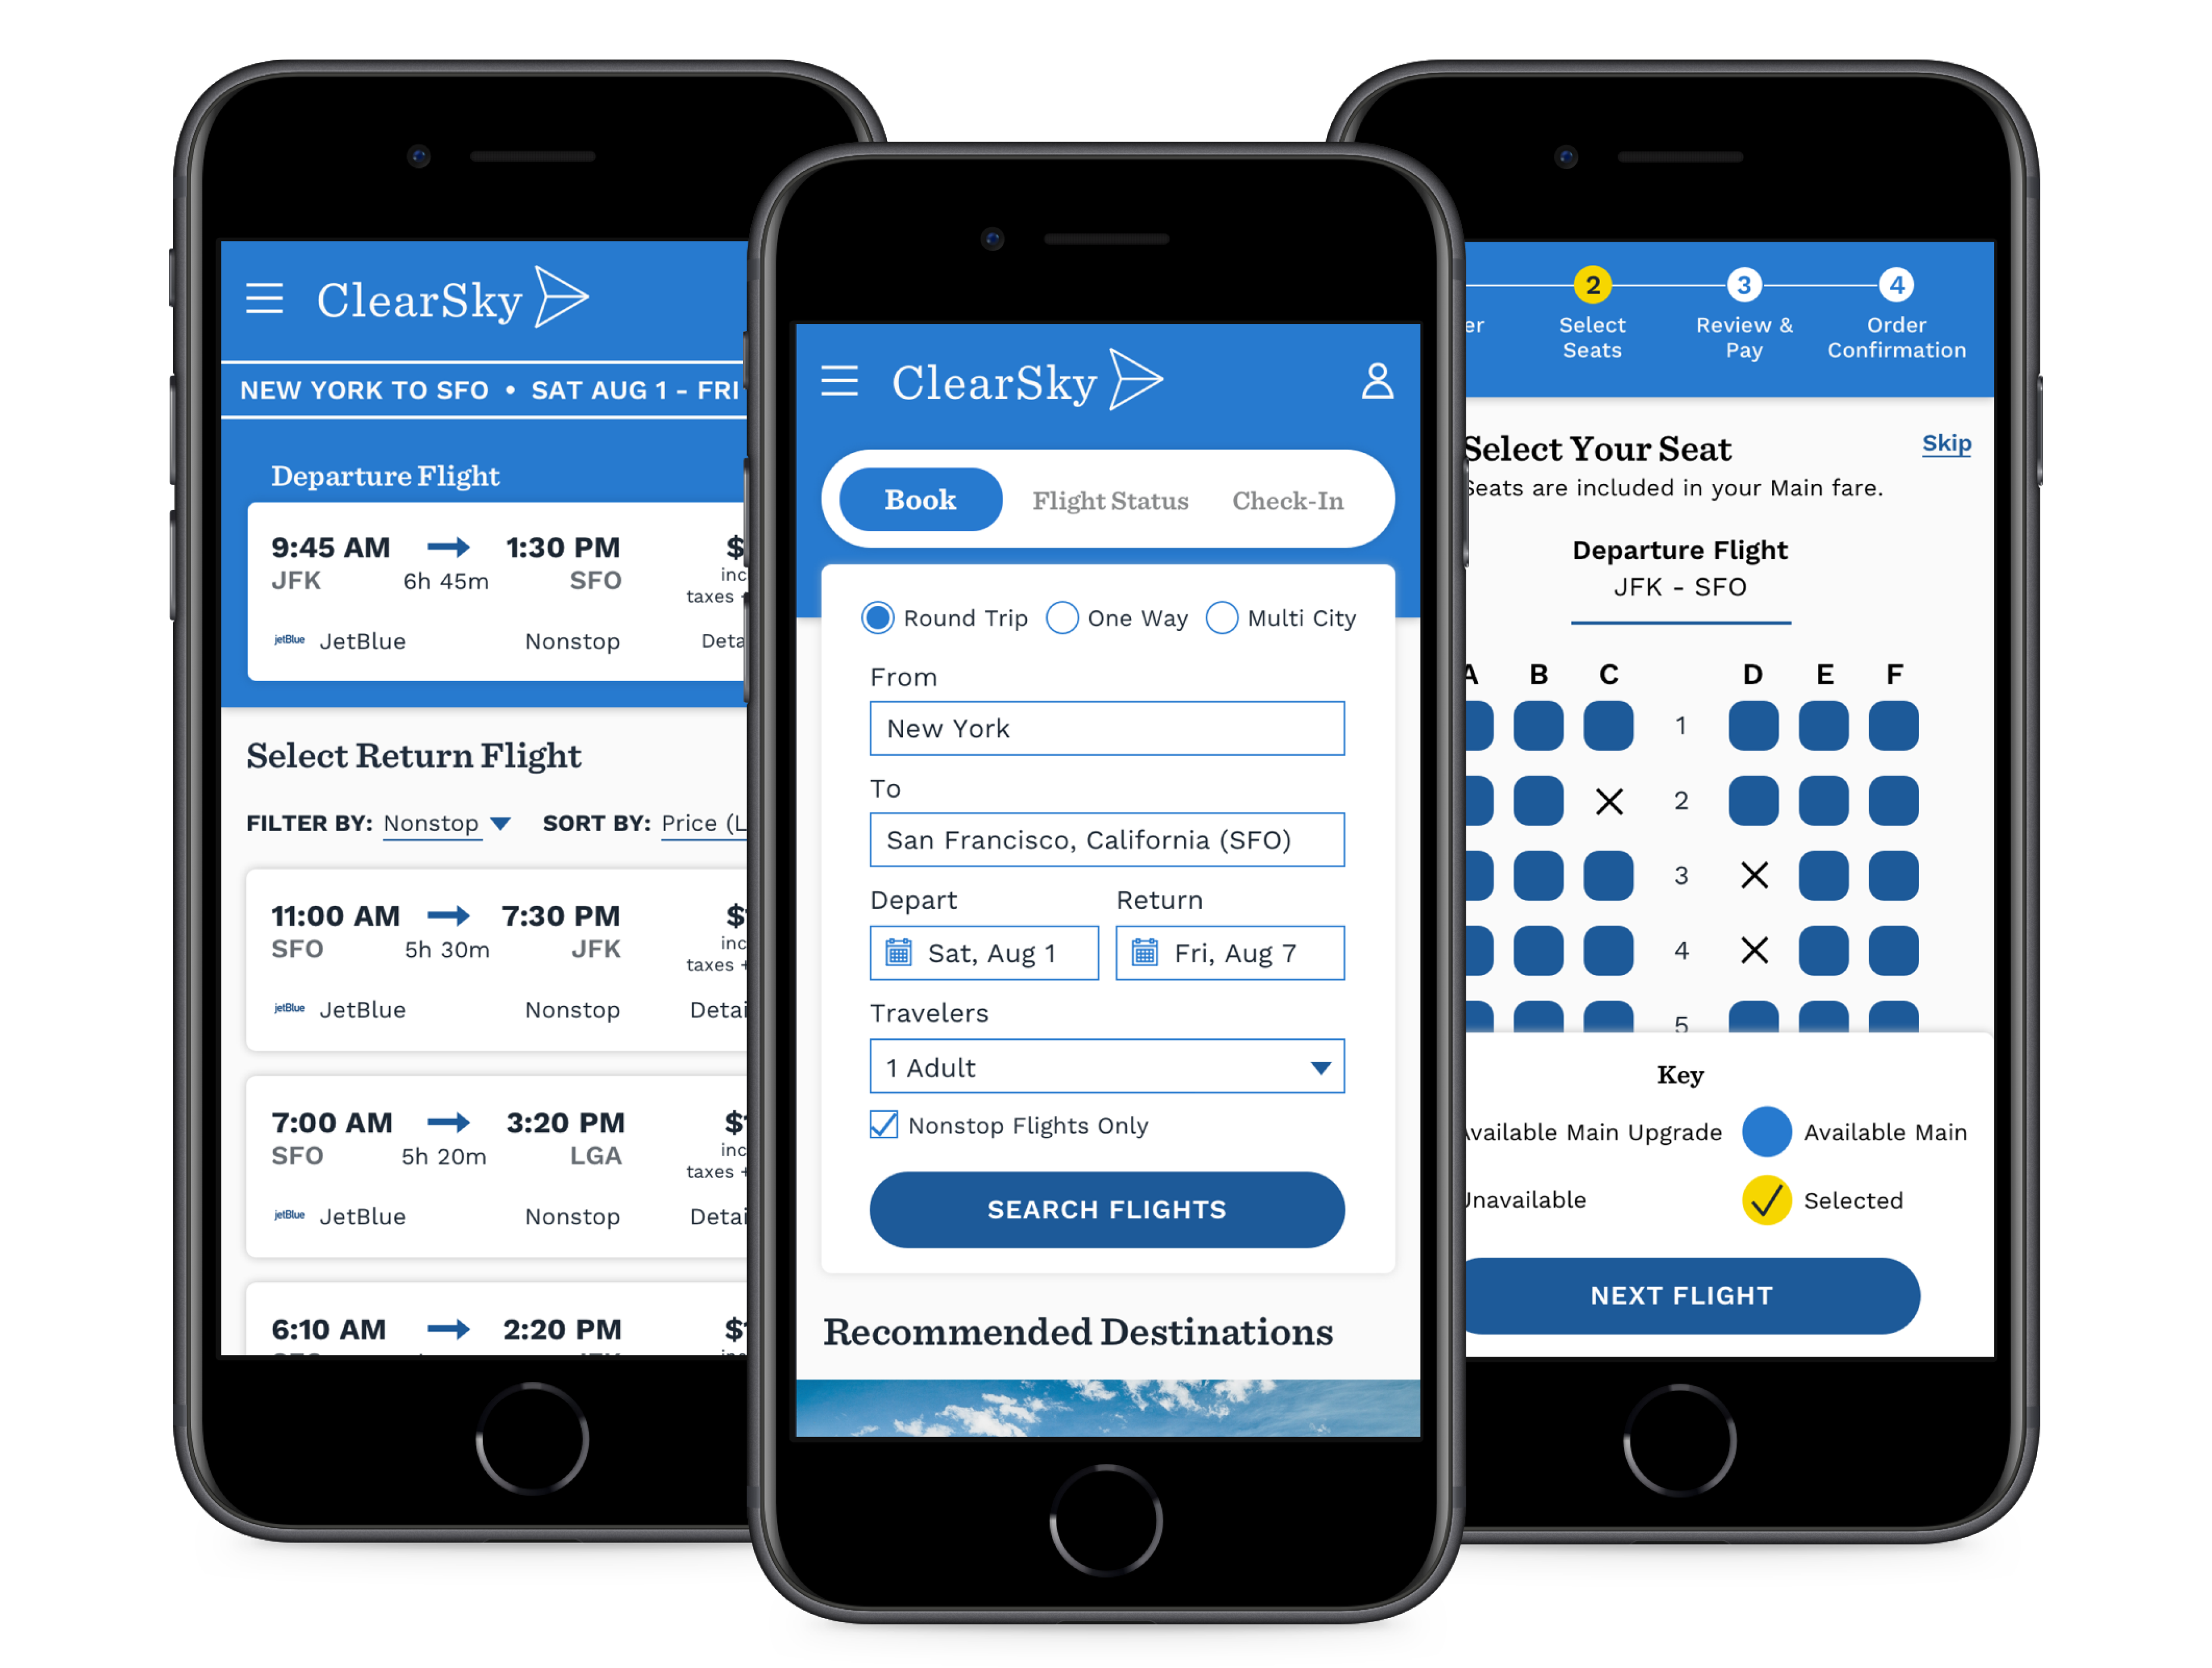 ClearSky
NEW YORK TO SFO • SAT AUG 1 - FRI
Departure Flight
9:45 AM 1:30 PM $
JFK 6h 45m SFO inc
taxes
jetBlue JetBlue Nonstop Deta
Select Return Flight
FILTER BY: Nonstop SORT BY: Price (L
11:00 AM 7:30 PM $
SFO 5h 30m JFK inc
taxes +
jetBlue JetBlue Nonstop Detai
7:00 AM 3:20 PM $
SFO 5h 20m LGA inc
taxes +
jetBlue JetBlue Nonstop Detai
6:10 AM 2:20 PM $
ClearSky
Book Flight Status Check-In
Round Trip One Way Multi City
From
New York
To
San Francisco, California (SFO)
Depart Return
Sat, Aug 1 Fri, Aug 7
Travelers
1 Adult
Nonstop Flights Only
SEARCH FLIGHTS
Recommended Destinations
2 3 4
er Select Review & Order
Seats Pay Confirmation
Select Your Seat Skip
Seats are included in your Main fare.
Departure Flight
JFK - SFO
A B C D E F
1
2
3
4
5
Key
Available Main Upgrade Available Main
Unavailable Selected
NEXT FLIGHT